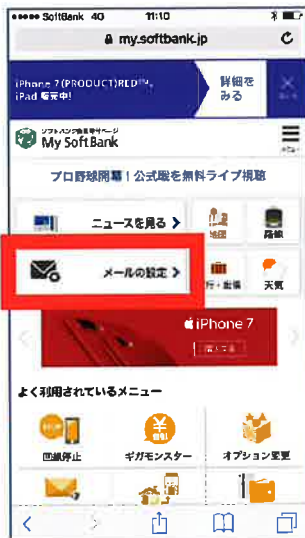 SoftBank 4G 11:10
my.softbank.jp
iPhone 7(PRODUCT)RED™、
iPad 販売中!
詳細を
みる
My SoftBank
メニュー
プロ野球開幕!公式戦を無料ライブ視聴
ニュースを見る
地図
路線
メールの設定
天気
iPhone 7
よく利用されているメニュー
回線停止
ギガモンスター
オプション変更